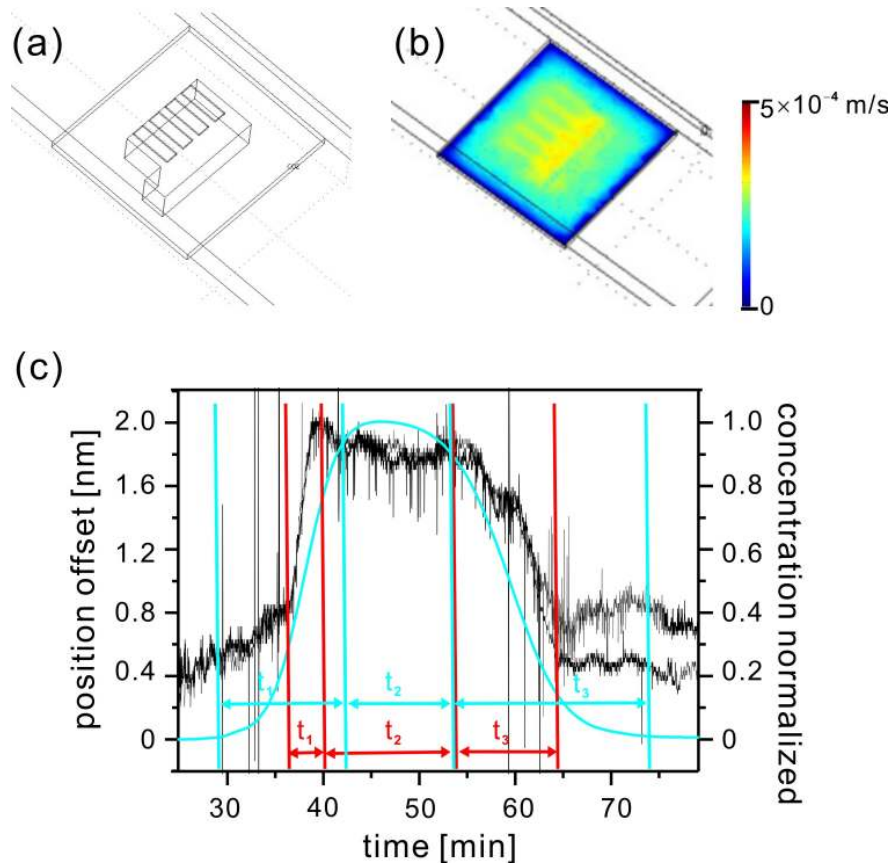 (a)
(b)
5×10⁻⁴ m/s
0
(c)
position offset [nm]
2.0
1.6
1.2
0.8
0.4
0
concentration normalized
1.0
0.8
0.6
0.4
0.2
0
t₁
t₂
t₃
t₁
t₂
t₃
30
40
50
60
70
time [min]